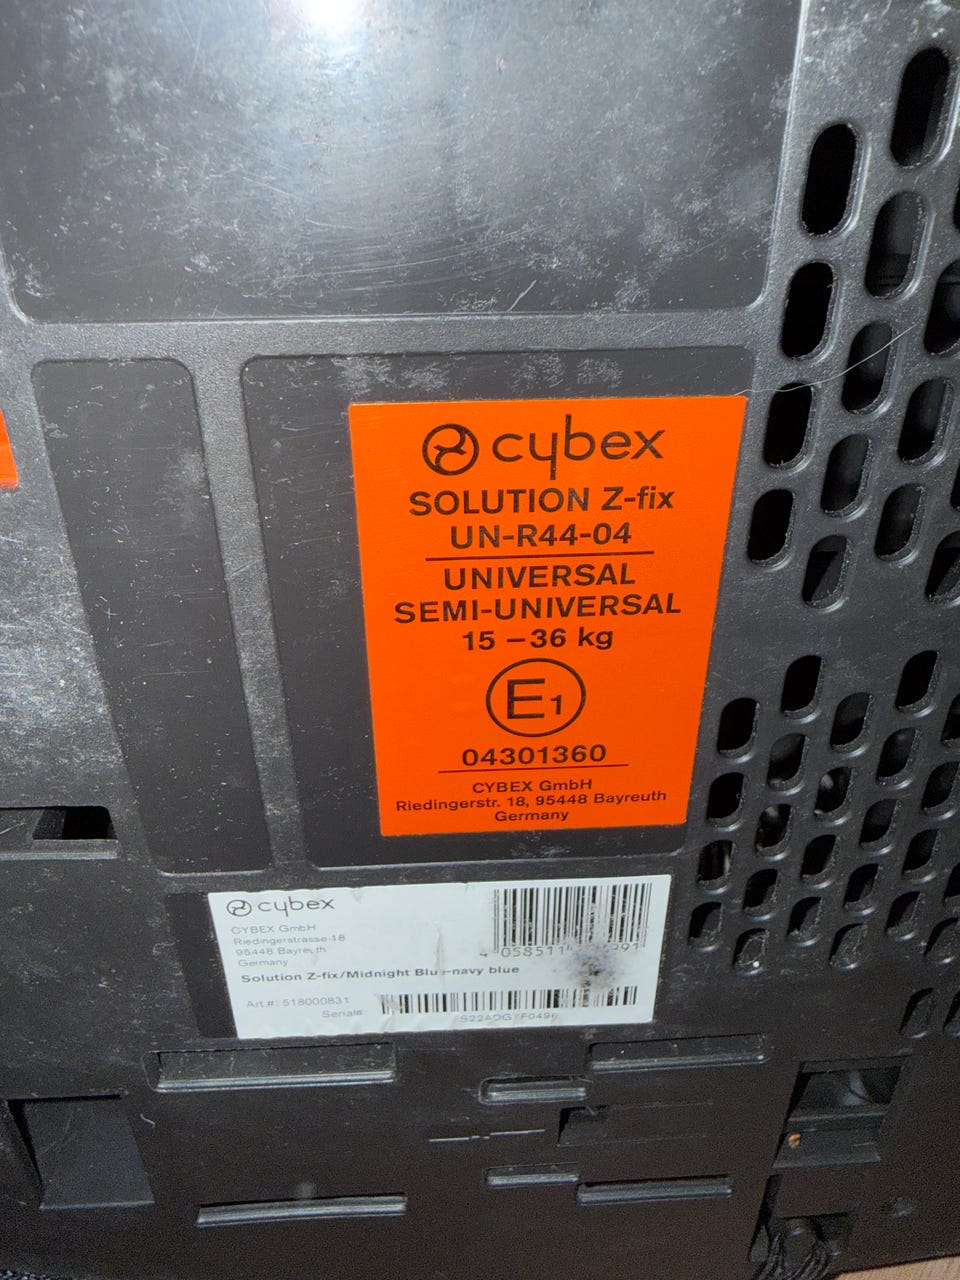 cybex
SOLUTION Z-fix
UN-R44-04
UNIVERSAL
SEMI-UNIVERSAL
15 – 36 kg
E1
04301360
CYBEX GmbH
Riedingerstr. 18, 95448 Bayreuth
Germany
cybex
CYBEX GmbH
Riedingerstrasse 18
95448 Bayreuth
Germany
Solution Z-fix/Midnight Blue-navy blue
Art.#: 518000831
Serial#